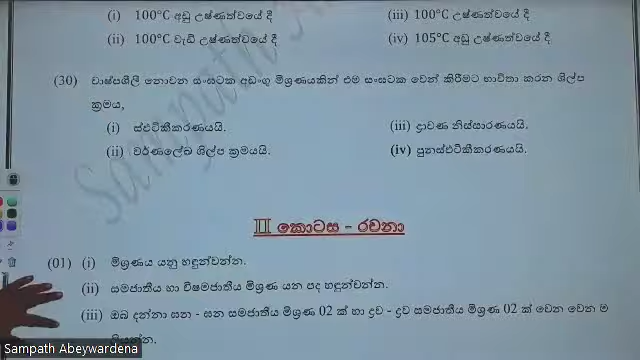 (i) 100°C අඩු උෂ්ණත්වයේ දී (iii) 100°C උෂ්ණත්වයේ දී
(ii) 100°C වැඩි උෂ්ණත්වයේ දී (iv) 105°C අඩු උෂ්ණත්වයේ දී
(30) වාෂ්පශීලී නොවන සංඝටක අඩංගු මිශ්‍රණයකින් එම සංඝටක වෙන් කිරීමට භාවිතා කරන ශිල්ප
ක්‍රමය,
(i) ස්ඵටිකීකරණයයි. (iii) ද්‍රාවණ නිස්සාරණයයි.
(ii) වර්ණලේඛ ශිල්ප ක්‍රමයයි. (iv) පුනස්ඵටිකීකරණයයි.
II කොටස - රචනා
(01) (i) මිශ්‍රණය යනු හඳුන්වන්න.
(ii) සමජාතීය හා විෂමජාතීය මිශ්‍රණ යන පද හඳුන්වන්න.
(iii) ඔබ දන්නා ඝන - ඝන සමජාතීය මිශ්‍රණ 02 ක් හා ද්‍රව - ද්‍රව සමජාතීය මිශ්‍රණ 02 ක් වෙන වෙන ම
Sampath Abeywardena